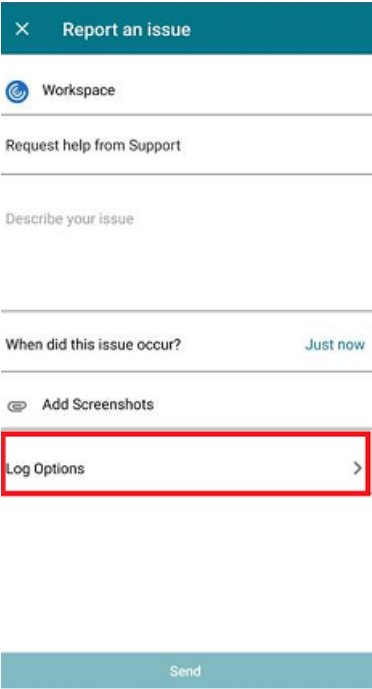 Report an issue
Workspace
Request help from Support
Describe your issue
When did this issue occur? Just now
Add Screenshots
Log Options
Send